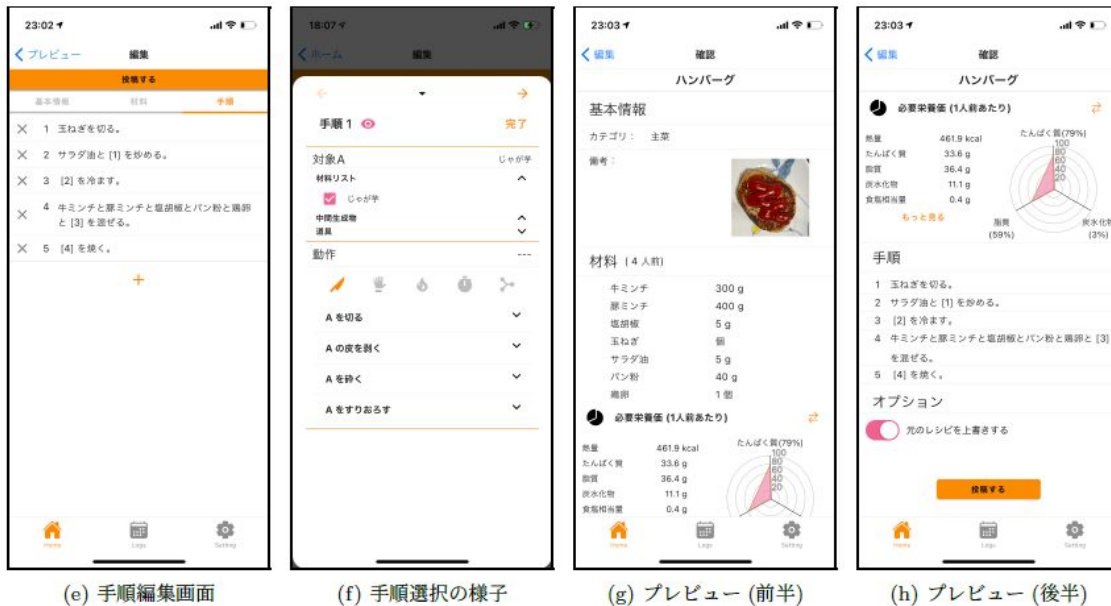 23:02
プレビュー
編集
投稿する
基本情報
材料
手順
1 玉ねぎを切る。
2 サラダ油と [1] を炒める。
3 [2] を冷ます。
4 牛ミンチと豚ミンチと塩胡椒とパン粉と鶏卵
と [3] を混ぜる。
5 [4] を焼く。
+
Home
Logs
Setting
(e) 手順編集画面
18:07
ホーム
編集
手順 1
完了
対象A
じゃが芋
材料リスト
じゃが芋
中間生成物
道具
動作
---
A を切る
A の皮を剥く
A を砕く
A をすりおろす
(f) 手順選択の様子
23:03
編集
確認
ハンバーグ
基本情報
カテゴリ： 主菜
備考：
材料 (4 人前)
牛ミンチ 300 g
豚ミンチ 400 g
塩胡椒 5 g
玉ねぎ 個
サラダ油 5 g
パン粉 40 g
鶏卵 1 個
必要栄養価 (1人前あたり)
熱量 461.9 kcal
たんぱく質 33.6 g
脂質 36.4 g
炭水化物 11.1 g
食塩相当量 0.4 g
たんぱく質(79%)
100
80
60
40
20
Home
Logs
Setting
(g) プレビュー (前半)
23:03
編集
確認
ハンバーグ
必要栄養価 (1人前あたり)
熱量 461.9 kcal
たんぱく質 33.6 g
脂質 36.4 g
炭水化物 11.1 g
食塩相当量 0.4 g
もっと見る
たんぱく質(79%)
100
80
60
40
20
脂質
(59%)
炭水化物
(3%)
手順
1 玉ねぎを切る。
2 サラダ油と [1] を炒める。
3 [2] を冷ます。
4 牛ミンチと豚ミンチと塩胡椒とパン粉と鶏卵と [3]
を混ぜる。
5 [4] を焼く。
オプション
元のレシピを上書きする
投稿する
Home
Logs
Setting
(h) プレビュー (後半)